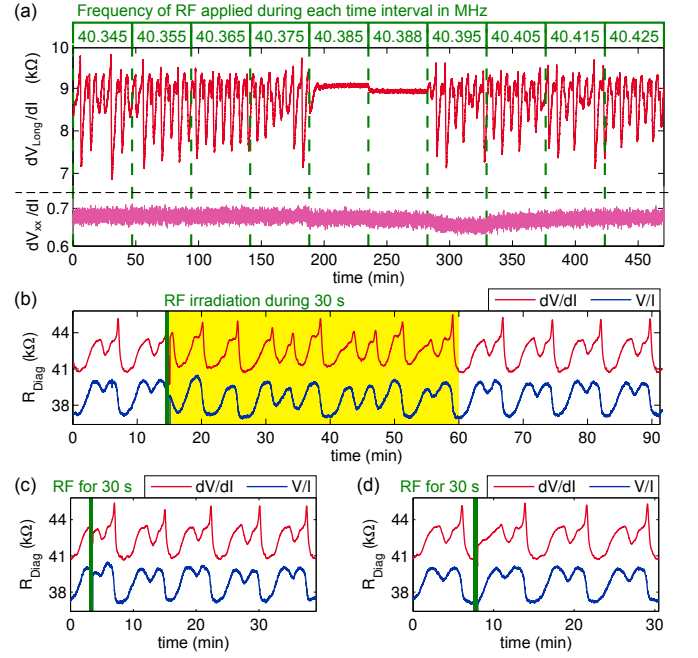 (a) Frequency of RF applied during each time interval in MHz
40.345 40.355 40.365 40.375 40.385 40.388 40.395 40.405 40.415 40.425
dV_Long/dI (kΩ)
10
9
8
7
dV_xx/dI
0.7
0.6
0 50 100 150 200 250 300 350 400 450
time (min)
(b) RF irradiation during 30 s dV/dI V/I
R_Diag (kΩ)
44
41
38
0 10 20 30 40 50 60 70 80 90
time (min)
(c) RF for 30 s dV/dI V/I
R_Diag (kΩ)
44
41
38
0 10 20 30
time (min)
(d) RF for 30 s dV/dI V/I
R_Diag (kΩ)
44
41
38
0 10 20 30
time (min)